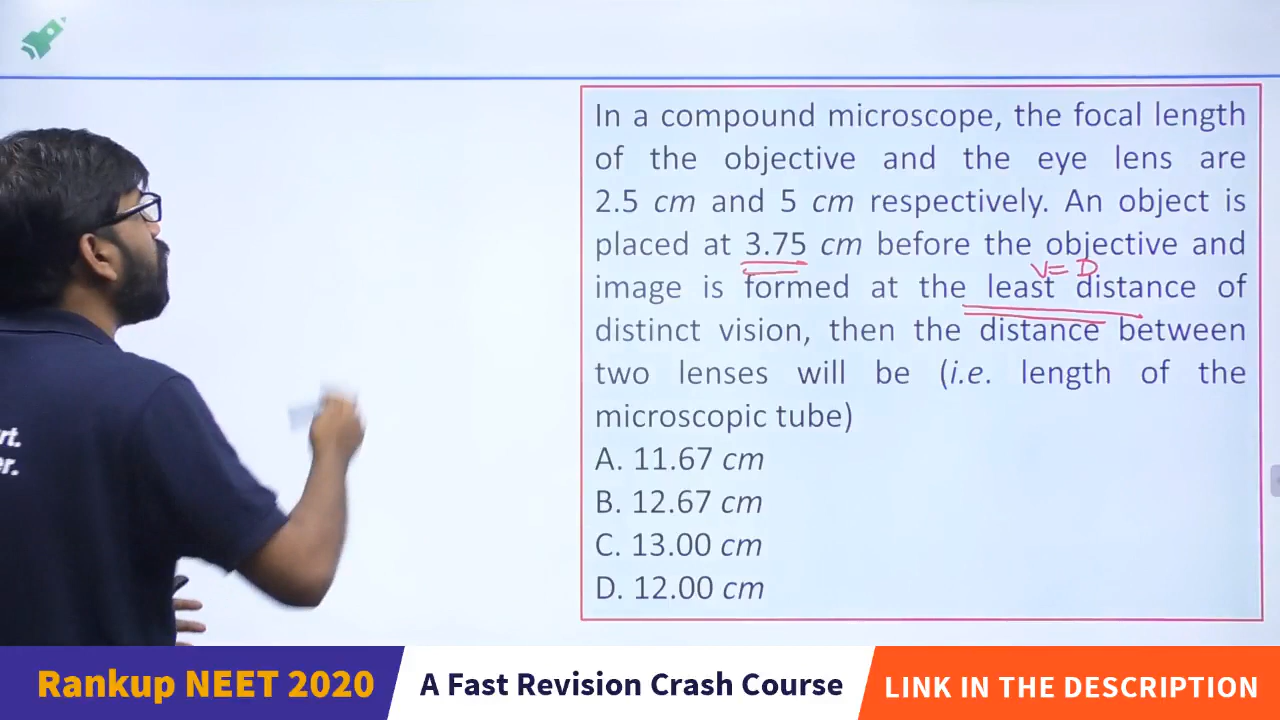 In a compound microscope, the focal length
of the objective and the eye lens are
2.5 cm and 5 cm respectively. An object is
placed at 3.75 cm before the objective and
V= D
image is formed at the least distance of
distinct vision, then the distance between
two lenses will be (i.e. length of the
microscopic tube)
A. 11.67 cm
B. 12.67 cm
C. 13.00 cm
D. 12.00 cm
rt.
er.
Rankup NEET 2020
A Fast Revision Crash Course
LINK IN THE DESCRIPTION